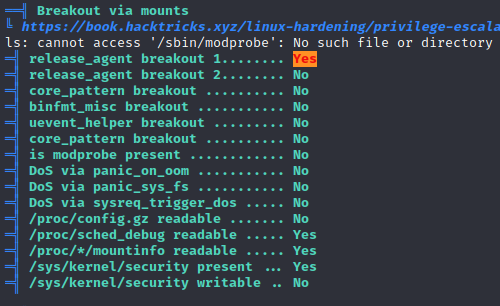 ══╣ Breakout via mounts
╚ https://book.hacktricks.xyz/linux-hardening/privilege-escala
ls: cannot access '/sbin/modprobe': No such file or directory
═╣ release_agent breakout 1........ Yes
═╣ release_agent breakout 2........ No
═╣ core_pattern breakout .......... No
═╣ binfmt_misc breakout ........... No
═╣ uevent_helper breakout ......... No
═╣ core_pattern breakout .......... No
═╣ is modprobe present ............ No
═╣ DoS via panic_on_oom ........... No
═╣ DoS via panic_sys_fs ........... No
═╣ DoS via sysreq_trigger_dos ..... No
═╣ /proc/config.gz readable ....... No
═╣ /proc/sched_debug readable ..... Yes
═╣ /proc/*/mountinfo readable ..... Yes
═╣ /sys/kernel/security present ... Yes
═╣ /sys/kernel/security writable .. No